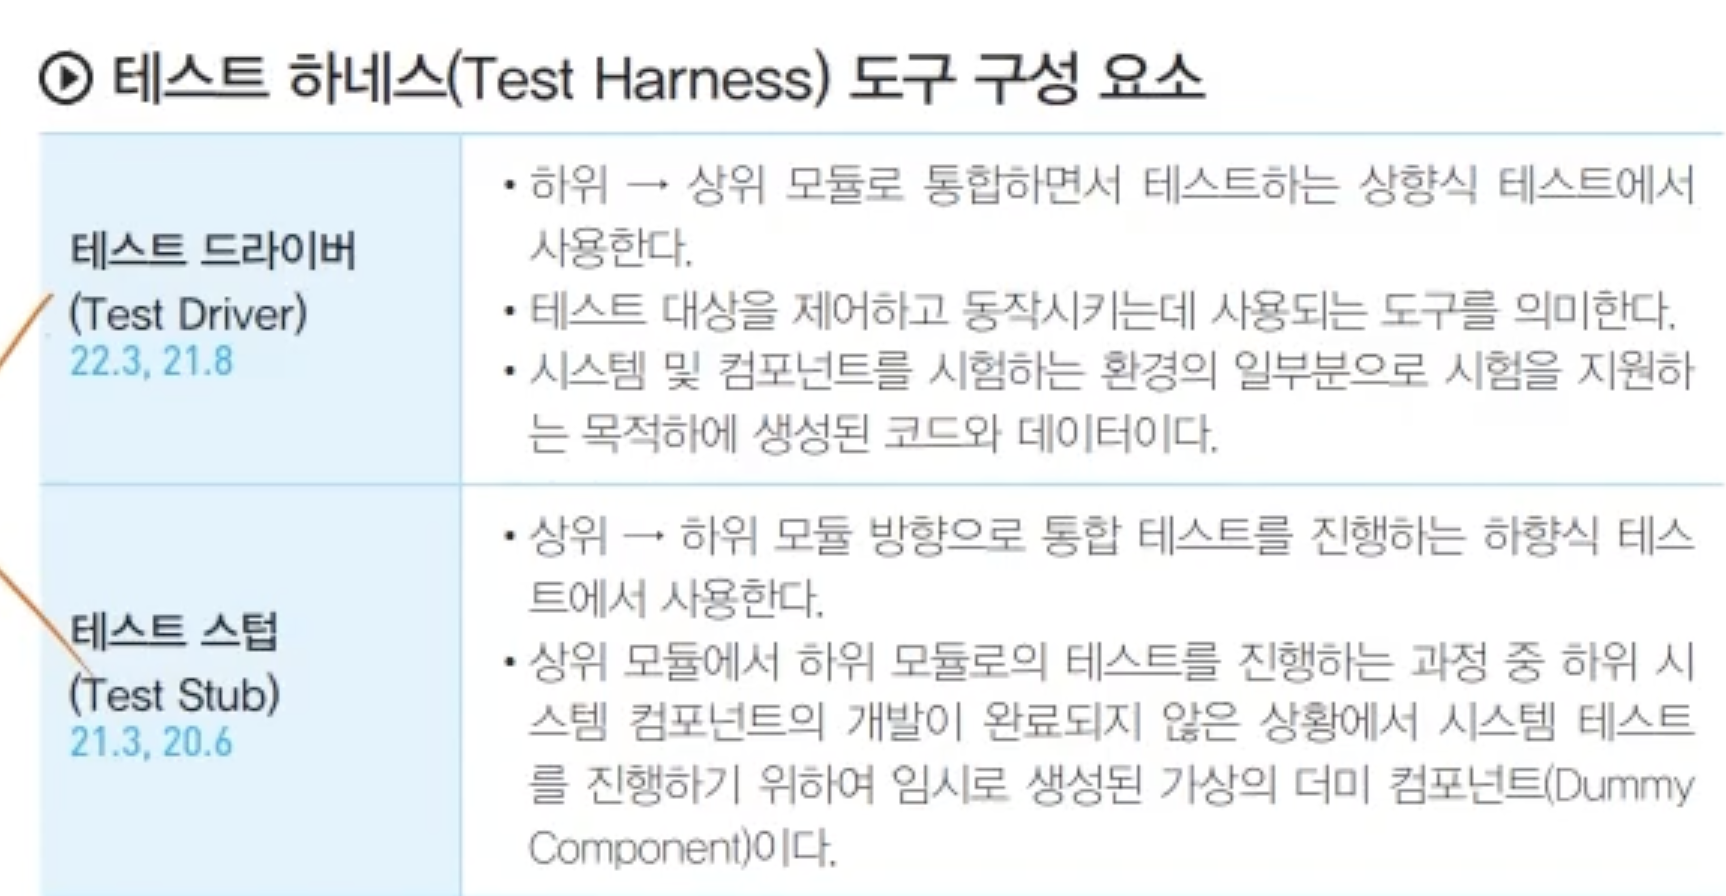 테스트 하네스(Test Harness) 도구 구성 요소
테스트 드라이버
(Test Driver)
22.3, 21.8
• 하위 → 상위 모듈로 통합하면서 테스트하는 상향식 테스트에서
사용한다.
• 테스트 대상을 제어하고 동작시키는데 사용되는 도구를 의미한다.
• 시스템 및 컴포넌트를 시험하는 환경의 일부분으로 시험을 지원하
는 목적하에 생성된 코드와 데이터이다.
테스트 스텁
(Test Stub)
21.3, 20.6
• 상위 → 하위 모듈 방향으로 통합 테스트를 진행하는 하향식 테스
트에서 사용한다.
• 상위 모듈에서 하위 모듈로의 테스트를 진행하는 과정 중 하위 시
스템 컴포넌트의 개발이 완료되지 않은 상황에서 시스템 테스트
를 진행하기 위하여 임시로 생성된 가상의 더미 컴포넌트(Dummy
Component)이다.